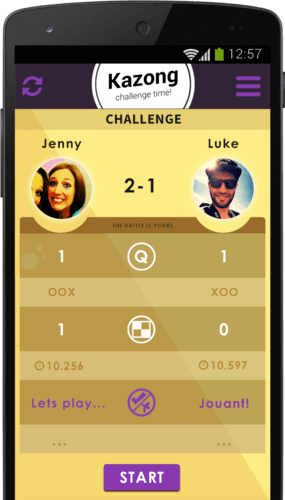 12:57
Kazong
challenge time!
CHALLENGE
Jenny Luke
2-1
THE BATTLE IS YOURS
1 Q 1
OOX XOO
1 0
10.256 10.597
Lets play... Jouant!
... ...
START